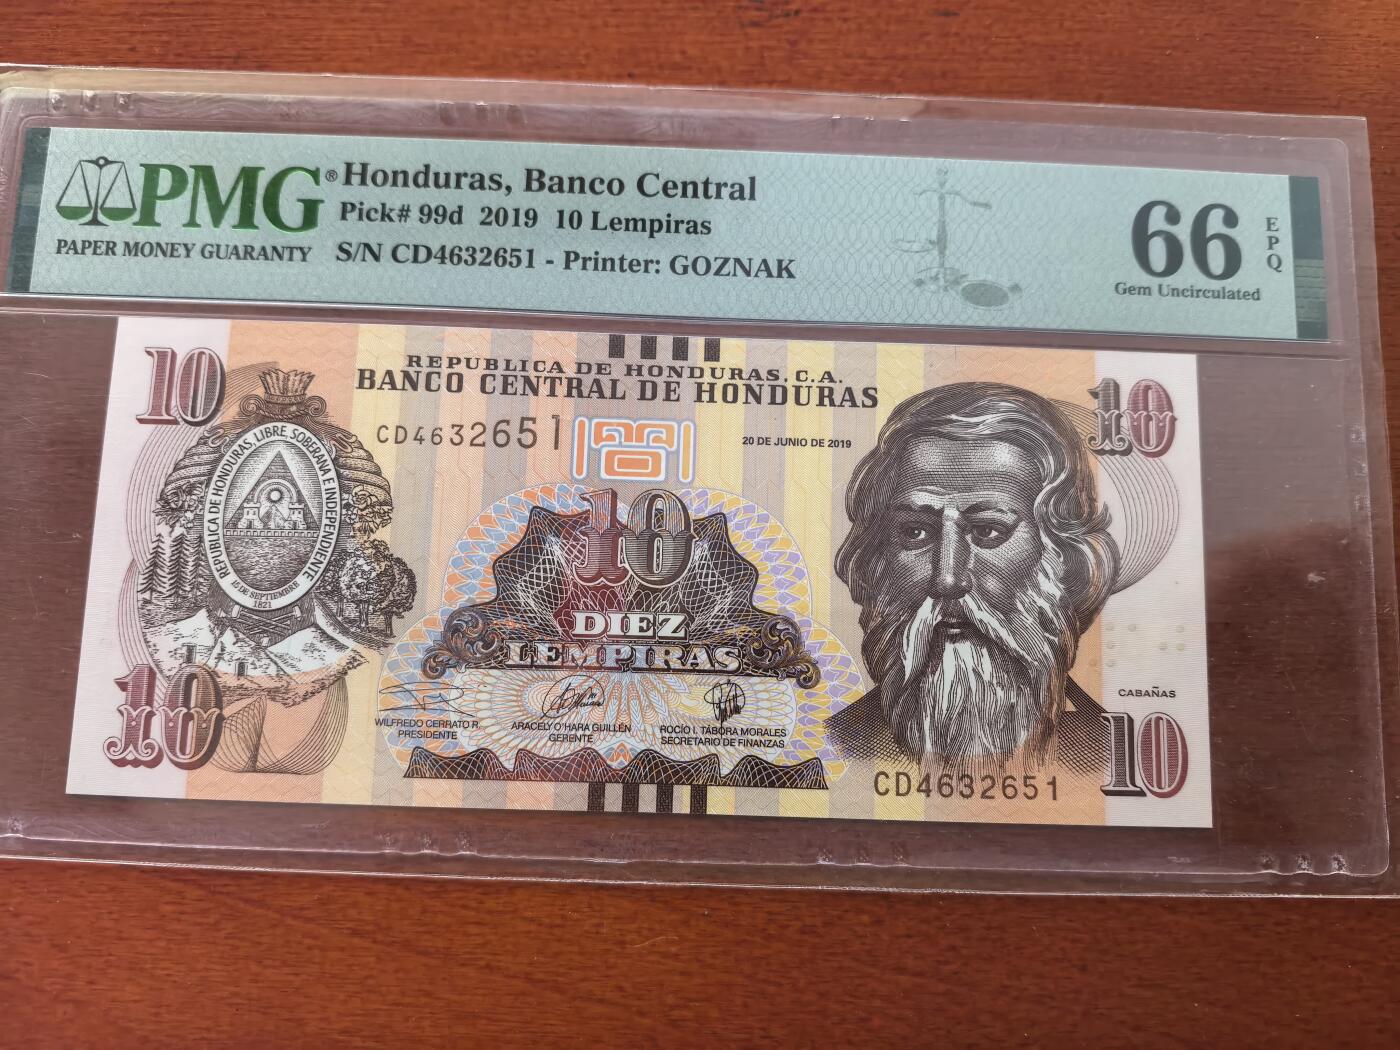 PMG® Honduras, Banco Central
Pick# 99d 2019 10 Lempiras
PAPER MONEY GUARANTY
S/N CD4632651 - Printer: GOZNAK
66
EPQ
Gem Uncirculated
10
REPUBLICA DE HONDURAS, C.A.
BANCO CENTRAL DE HONDURAS
10
CD4632651
20 DE JUNIO DE 2019
REPUBLICA DE HONDURAS, LIBRE, SOBERANA E INDEPENDIENTE
15 DE SEPTIEMBRE
1821
10
DIEZ
LEMPIRAS
10
WILFREDO CERRATO R.
PRESIDENTE
ARACELY O'HARA GUILLÉN
GERENTE
ROCÍO I. TÁBORA MORALES
SECRETARIO DE FINANZAS
CABAÑAS
10
CD4632651